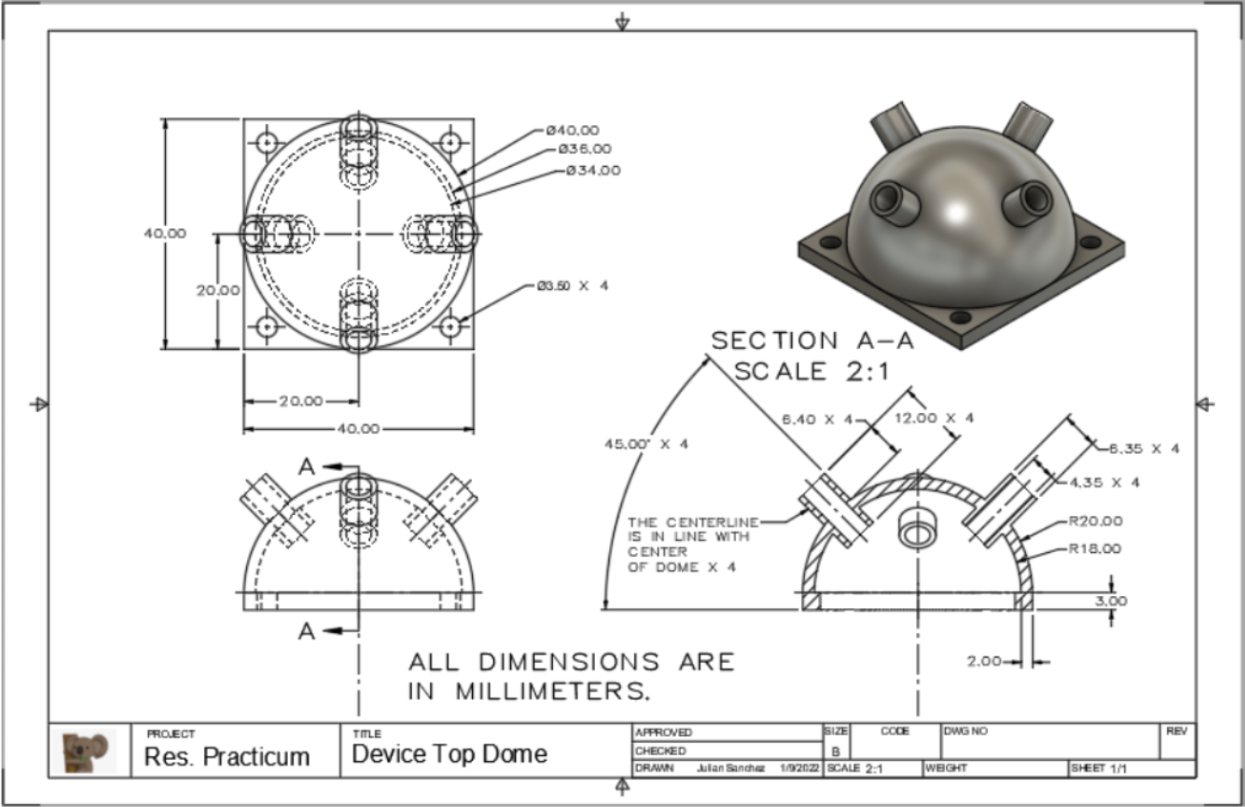 Ø40.00
Ø36.00
Ø34.00
40.00
20.00
Ø3.50 X 4
20.00
40.00
SECTION A-A
SCALE 2:1
6.40 X 4
12.00 X 4
45.00° X 4
6.35 X 4
4.35 X 4
A
THE CENTERLINE
IS IN LINE WITH
CENTER
OF DOME X 4
R20.00
R18.00
3.00
A
2.00
ALL DIMENSIONS ARE
IN MILLIMETERS.
PROJECT
Res. Practicum
TITLE
Device Top Dome
APPROVED
CHECKED
DRAWN Julian Sanchez 1/9/2022
SIZE
B
CODE
DWG NO
REV
SCALE 2:1
WEIGHT
SHEET 1/1